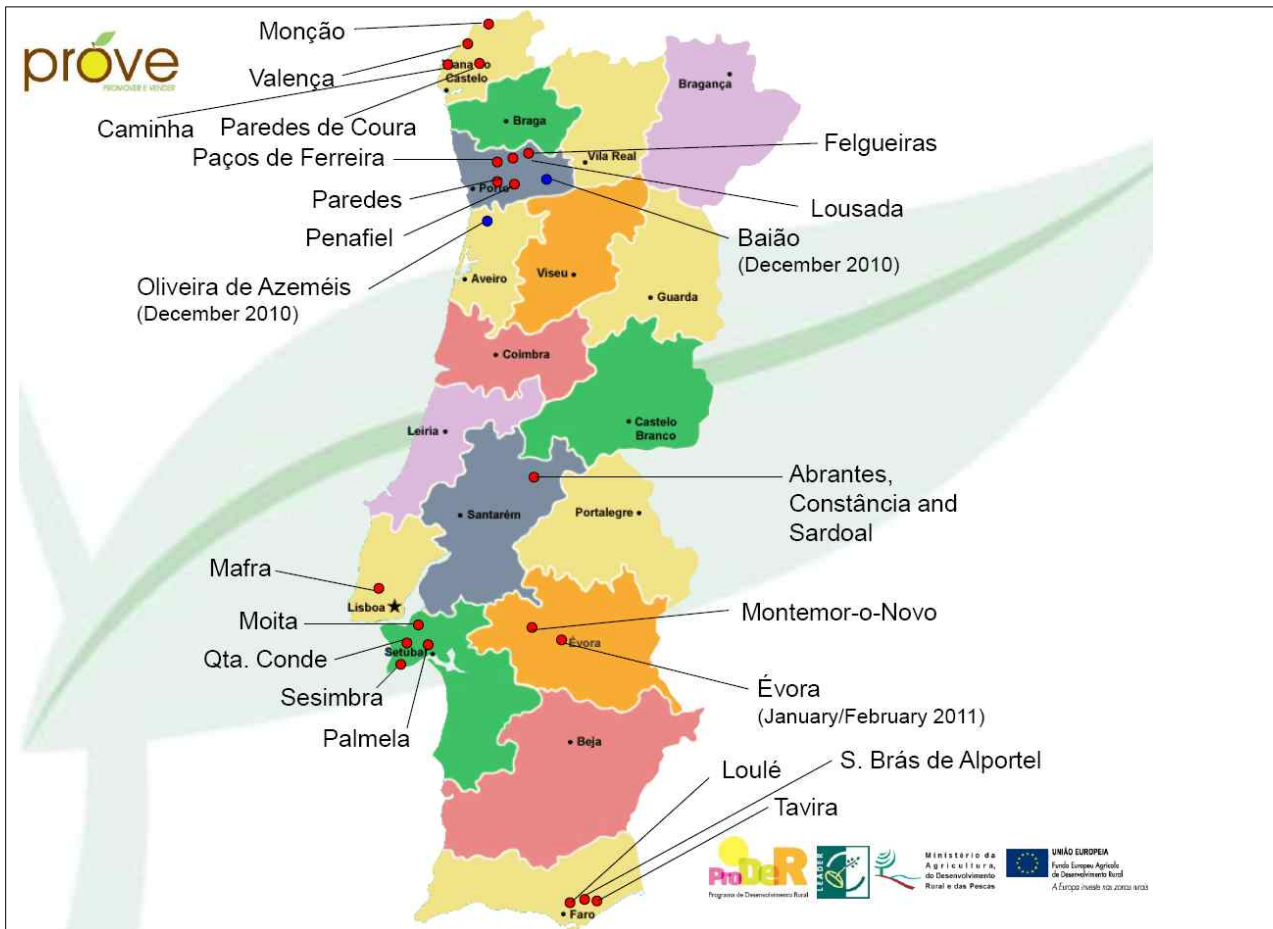 prove
PROMOVER E VENDER
Monção
Valença
Caminha
Paredes de Coura
Paços de Ferreira
Paredes
Penafiel
Oliveira de Azeméis
(December 2010)
Felgueiras
Lousada
Baião
(December 2010)
Castelo
Braga
Bragança
Vila Real
Porto
Aveiro
Viseu
Guarda
Coimbra
Castelo
Branco
Leiria
Abrantes,
Constância and
Sardoal
Santarém
Portalegre
Mafra
Lisboa
Moita
Qta. Conde
Setúbal
Sesimbra
Palmela
Montemor-o-Novo
Évora
Évora
(January/February 2011)
Beja
Loulé
S. Brás de Alportel
Tavira
Faro
ProDeR
Programa de Desenvolvimento Rural
LEADER
Ministério da
Agricultura,
do Desenvolvimento
Rural e das Pescas
UNIÃO EUROPEIA
Fundo Europeu Agrícola
de Desenvolvimento Rural
A Europa investe nas zonas rurais